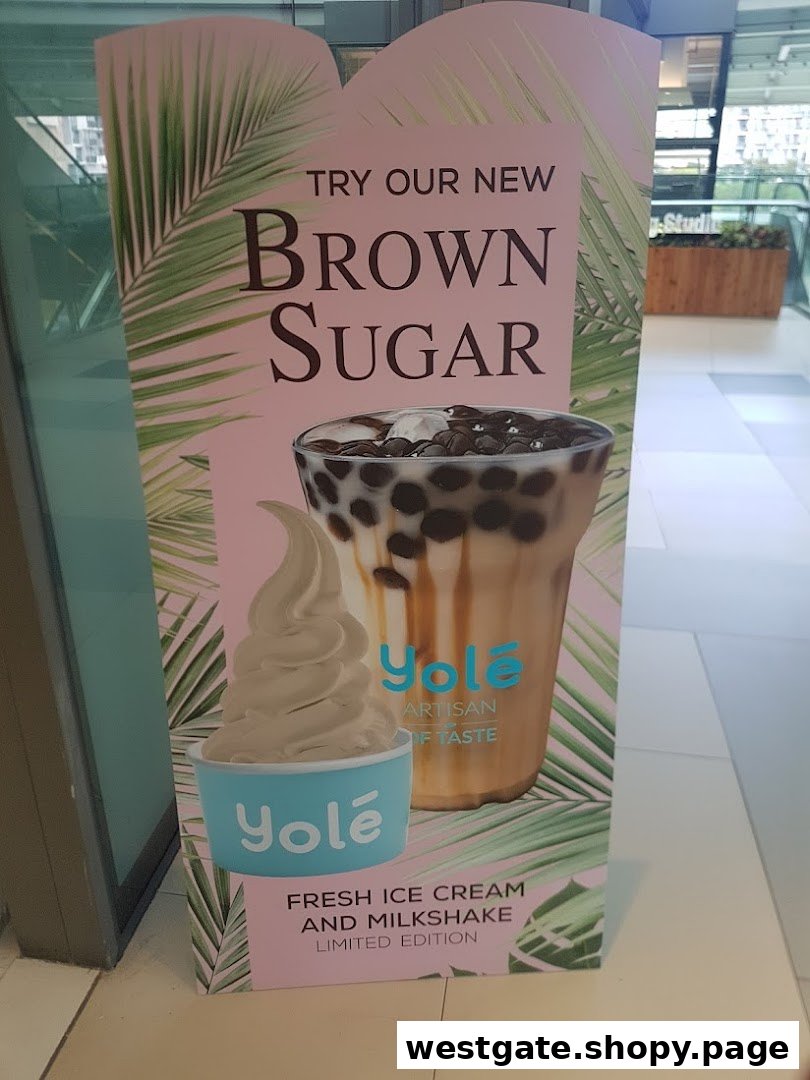 TRY OUR NEW
BROWN
SUGAR
yolē
ARTISAN
OF TASTE
yolé
FRESH ICE CREAM
AND MILKSHAKE
LIMITED EDITION
westgate.shopy.page